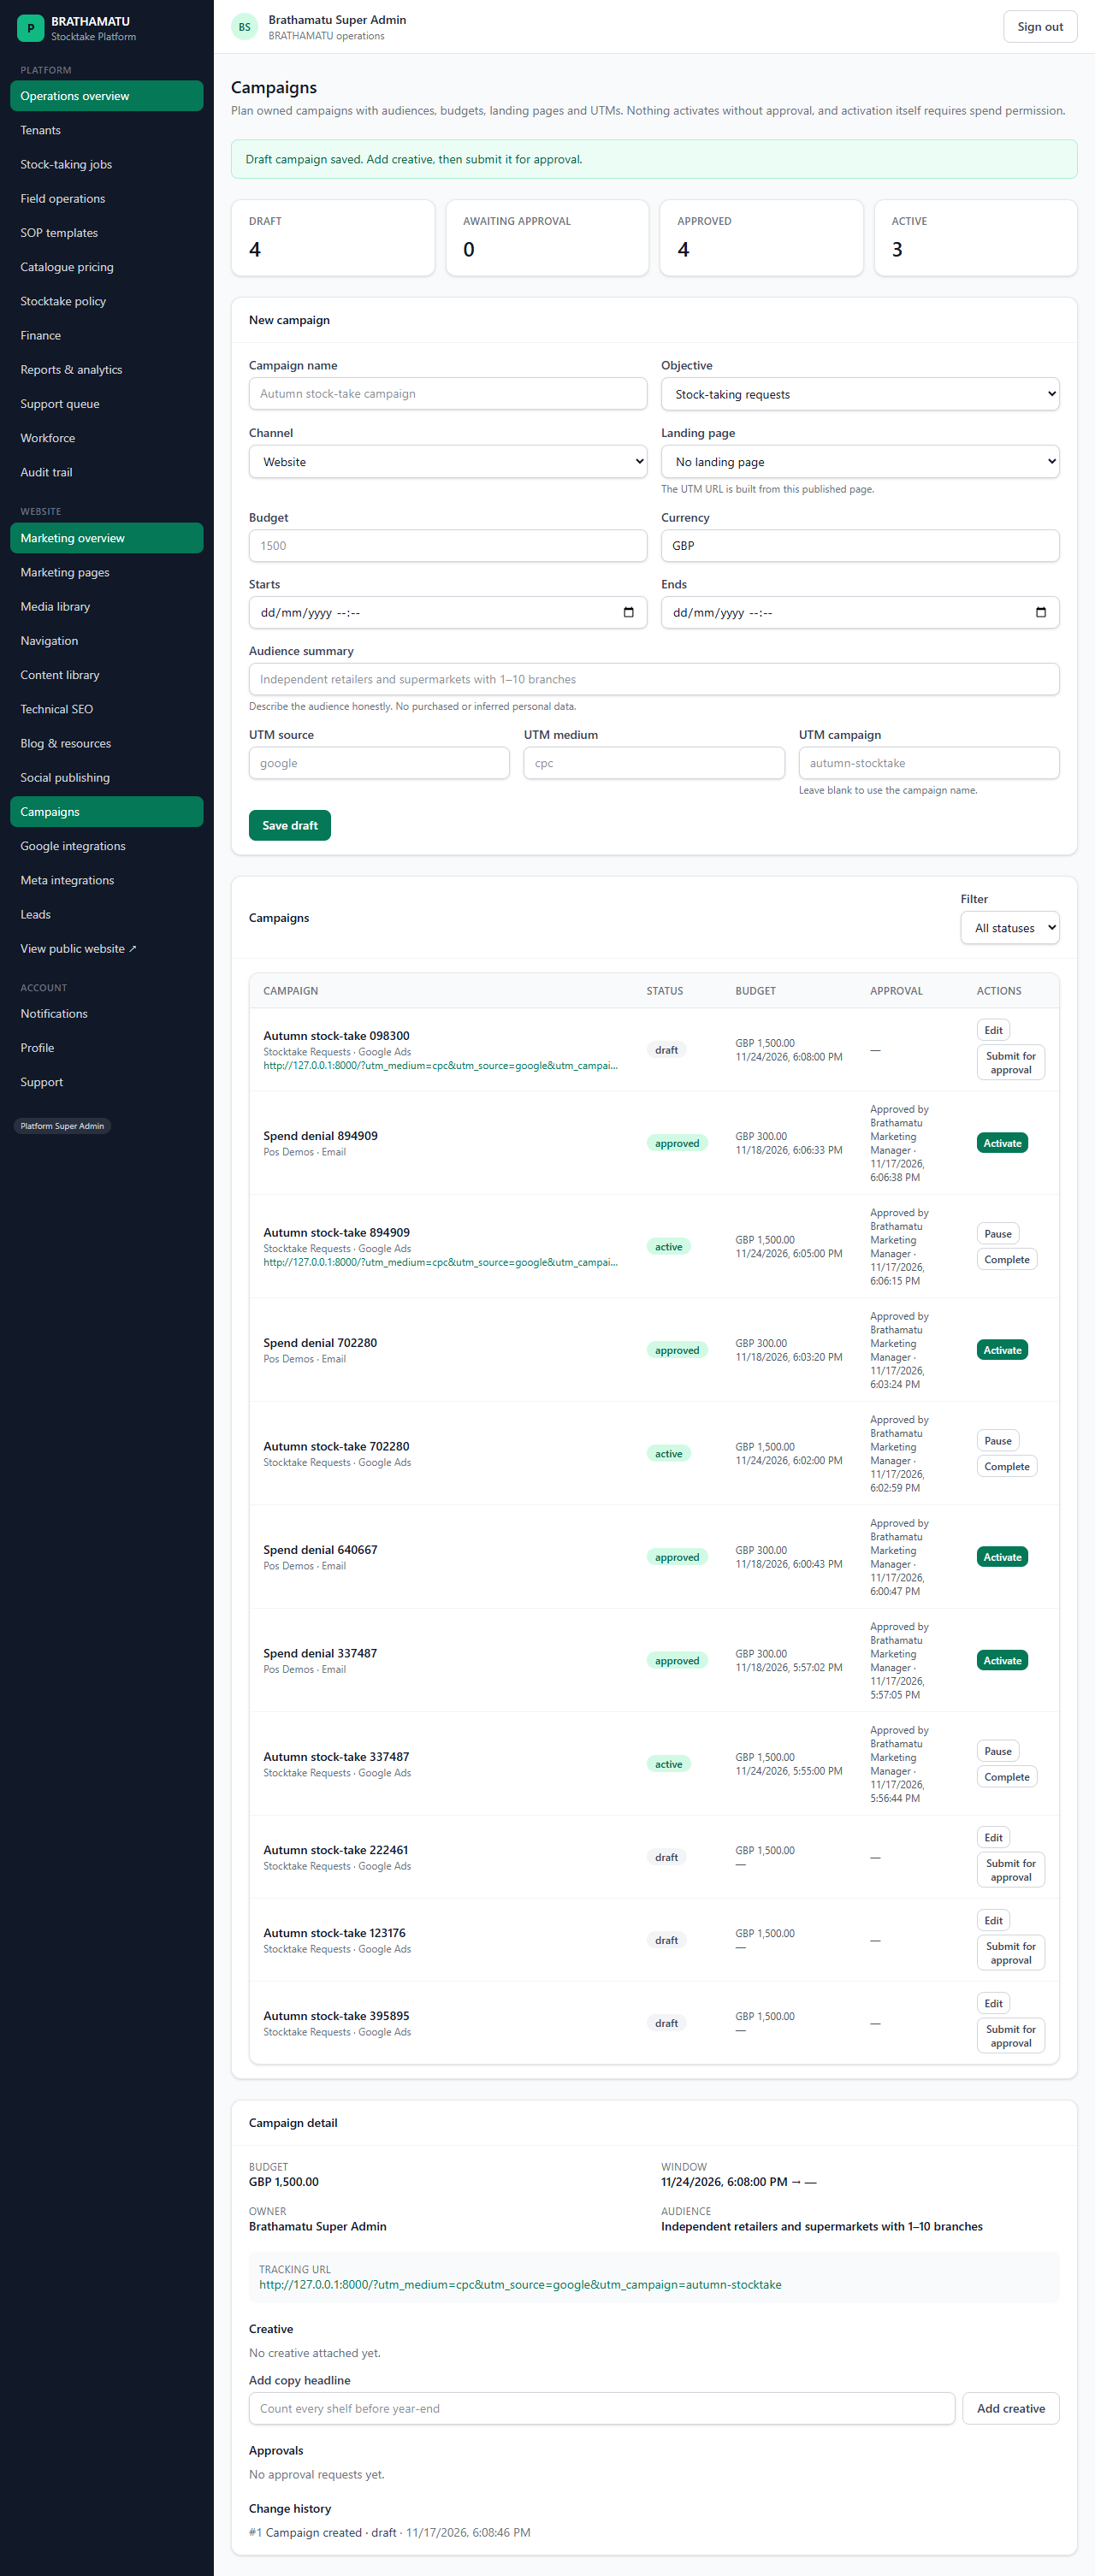 P
BRATHAMATU
Stocktake Platform
PLATFORM
Operations overview
Tenants
Stock-taking jobs
Field operations
SOP templates
Catalogue pricing
Stocktake policy
Finance
Reports & analytics
Support queue
Workforce
Audit trail
WEBSITE
Marketing overview
Marketing pages
Media library
Navigation
Content library
Technical SEO
Blog & resources
Social publishing
Campaigns
Google integrations
Meta integrations
Leads
View public website ↗
ACCOUNT
Notifications
Profile
Support
Platform Super Admin
BS
Brathamatu Super Admin
BRATHAMATU operations
Sign out
Campaigns
Plan owned campaigns with audiences, budgets, landing pages and UTMs. Nothing activates without approval, and activation itself requires spend permission.
Draft campaign saved. Add creative, then submit it for approval.
DRAFT
4
AWAITING APPROVAL
0
APPROVED
4
ACTIVE
3
New campaign
Campaign name
Autumn stock-take campaign
Objective
Stock-taking requests
Channel
Website
Landing page
No landing page
The UTM URL is built from this published page.
Budget
1500
Currency
GBP
Starts
dd/mm/yyyy --:--
Ends
dd/mm/yyyy --:--
Audience summary
Independent retailers and supermarkets with 1–10 branches
Describe the audience honestly. No purchased or inferred personal data.
UTM source
google
UTM medium
cpc
UTM campaign
autumn-stocktake
Leave blank to use the campaign name.
Save draft
Campaigns
Filter
All statuses
CAMPAIGN STATUS BUDGET APPROVAL ACTIONS
Autumn stock-take 098300
Stocktake Requests · Google Ads
http://127.0.0.1:8000/?utm_medium=cpc&utm_source=google&utm_campai...
draft
GBP 1,500.00
11/24/2026, 6:08:00 PM
—
Edit
Submit for
approval
Spend denial 894909
Pos Demos · Email
approved
GBP 300.00
11/18/2026, 6:06:33 PM
Approved by
Brathamatu
Marketing
Manager ·
11/17/2026,
6:06:38 PM
Activate
Autumn stock-take 894909
Stocktake Requests · Google Ads
http://127.0.0.1:8000/?utm_medium=cpc&utm_source=google&utm_campai...
active
GBP 1,500.00
11/24/2026, 6:05:00 PM
Approved by
Brathamatu
Marketing
Manager ·
11/17/2026,
6:06:15 PM
Pause
Complete
Spend denial 702280
Pos Demos · Email
approved
GBP 300.00
11/18/2026, 6:03:20 PM
Approved by
Brathamatu
Marketing
Manager ·
11/17/2026,
6:03:24 PM
Activate
Autumn stock-take 702280
Stocktake Requests · Google Ads
active
GBP 1,500.00
11/24/2026, 6:02:00 PM
Approved by
Brathamatu
Marketing
Manager ·
11/17/2026,
6:02:59 PM
Pause
Complete
Spend denial 640667
Pos Demos · Email
approved
GBP 300.00
11/18/2026, 6:00:43 PM
Approved by
Brathamatu
Marketing
Manager ·
11/17/2026,
6:00:47 PM
Activate
Spend denial 337487
Pos Demos · Email
approved
GBP 300.00
11/18/2026, 5:57:02 PM
Approved by
Brathamatu
Marketing
Manager ·
11/17/2026,
5:57:05 PM
Activate
Autumn stock-take 337487
Stocktake Requests · Google Ads
active
GBP 1,500.00
11/24/2026, 5:55:00 PM
Approved by
Brathamatu
Marketing
Manager ·
11/17/2026,
5:56:44 PM
Pause
Complete
Autumn stock-take 222461
Stocktake Requests · Google Ads
draft
GBP 1,500.00
—
—
Edit
Submit for
approval
Autumn stock-take 123176
Stocktake Requests · Google Ads
draft
GBP 1,500.00
—
—
Edit
Submit for
approval
Autumn stock-take 395895
Stocktake Requests · Google Ads
draft
GBP 1,500.00
—
—
Edit
Submit for
approval
Campaign detail
BUDGET
GBP 1,500.00
WINDOW
11/24/2026, 6:08:00 PM → —
OWNER
Brathamatu Super Admin
AUDIENCE
Independent retailers and supermarkets with 1–10 branches
TRACKING URL
http://127.0.0.1:8000/?utm_medium=cpc&utm_source=google&utm_campaign=autumn-stocktake
Creative
No creative attached yet.
Add copy headline
Count every shelf before year-end
Add creative
Approvals
No approval requests yet.
Change history
#1 Campaign created · draft · 11/17/2026, 6:08:46 PM